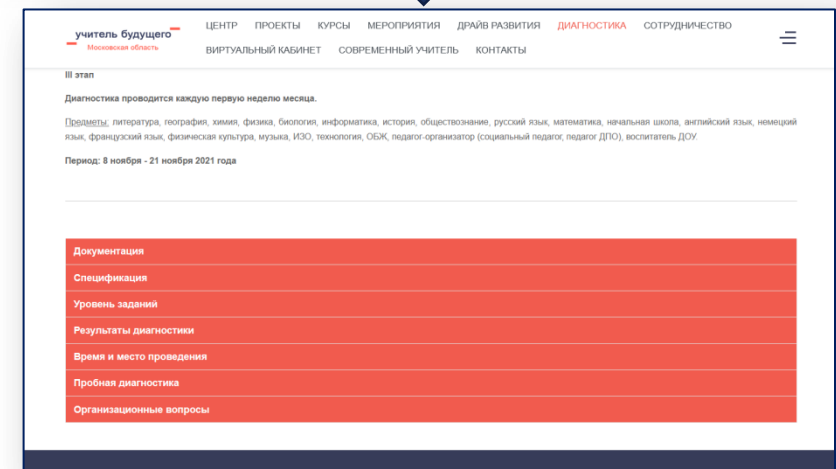 учитель будущего
Московская область
ЦЕНТР ПРОЕКТЫ КУРСЫ МЕРОПРИЯТИЯ ДРАЙВ РАЗВИТИЯ ДИАГНОСТИКА СОТРУДНИЧЕСТВО
ВИРТУАЛЬНЫЙ КАБИНЕТ СОВРЕМЕННЫЙ УЧИТЕЛЬ КОНТАКТЫ
III этап
Диагностика проводится каждую первую неделю месяца.
Предметы: литература, география, химия, физика, биология, информатика, история, обществознание, русский язык, математика, начальная школа, английский язык, немецкий
язык, французский язык, физическая культура, музыка, ИЗО, технология, ОБЖ, педагог-организатор (социальный педагог, педагог ДПО), воспитатель ДОУ.
Период: 8 ноября - 21 ноября 2021 года
Документация
Спецификация
Уровень заданий
Результаты диагностики
Время и место проведения
Пробная диагностика
Организационные вопросы